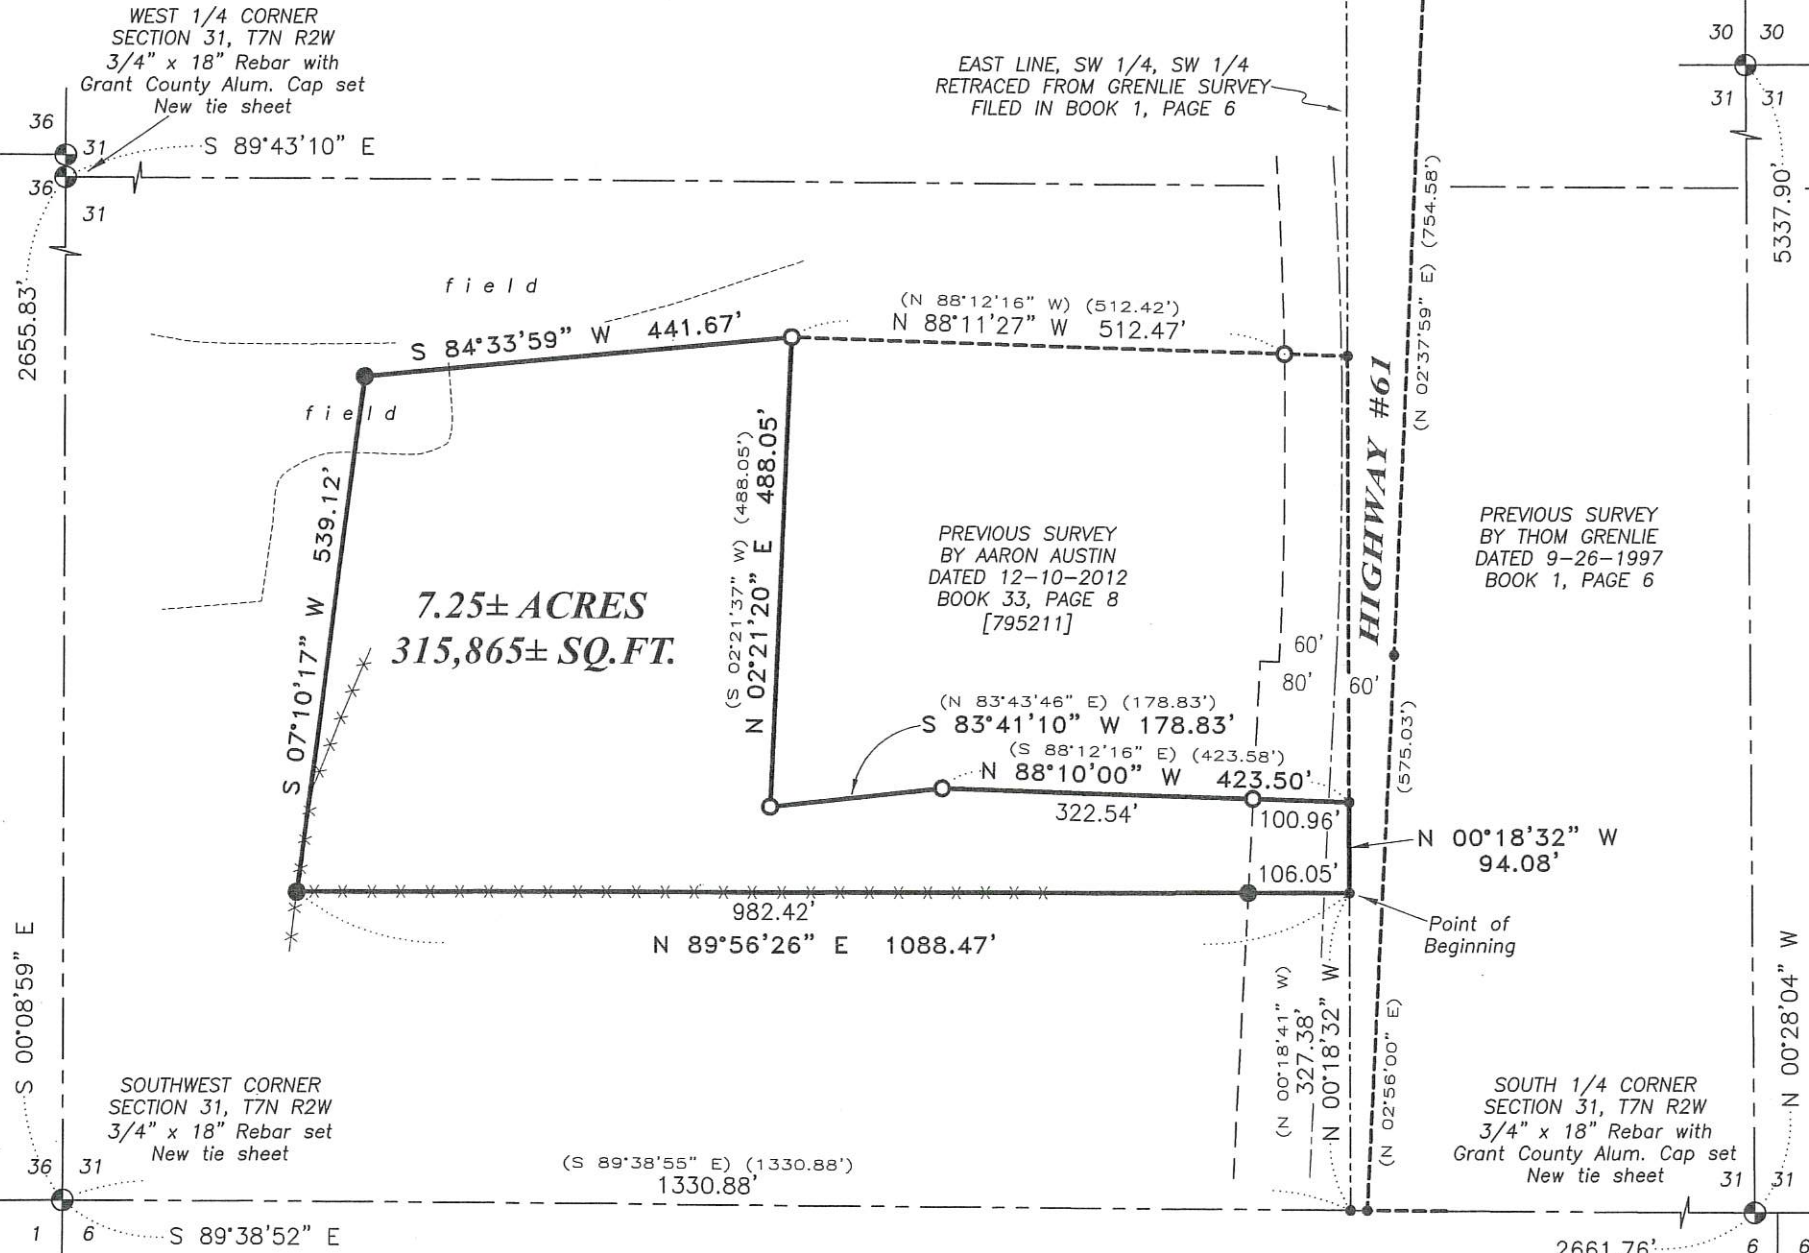 WEST 1/4 CORNER
SECTION 31, T7N R2W
3/4” x 18” Rebar with
Grant County Alum. Cap set
New tie sheet
36
31
36
31
S 89°43'10” E
2655.83'
EAST LINE, SW 1/4, SW 1/4
RETRACED FROM GRENLIE SURVEY
FILED IN BOOK 1, PAGE 6
30 30
31 31
5337.90'
(N 02°37'59” E) (754.58')
field
field
S 84°33'59” W 441.67'
(N 88°12'16” W) (512.42')
N 88°11'27” W 512.47'
HIGHWAY #61
S 07°10'17” W 539.12'
7.25± ACRES
315,865± SQ.FT.
(S 02°21'37” W) (488.05')
N 02°21'20” E 488.05'
PREVIOUS SURVEY
BY AARON AUSTIN
DATED 12-10-2012
BOOK 33, PAGE 8
[795211]
PREVIOUS SURVEY
BY THOM GRENLIE
DATED 9-26-1997
BOOK 1, PAGE 6
60'
80'
60'
(575.03')
(N 83°43'46” E) (178.83')
S 83°41'10” W 178.83'
(S 88°12'16” E) (423.58')
N 88°10'00” W 423.50'
322.54'
100.96'
N 00°18'32” W
94.08'
106.05'
982.42'
N 89°56'26” E 1088.47'
Point of
Beginning
(N 00°18'41” W)
327.38'
N 00°18'32” W
(N 02°56'00” E)
S 00°08'59” E
N 00°28'04” W
SOUTHWEST CORNER
SECTION 31, T7N R2W
3/4” x 18” Rebar set
New tie sheet
36 31
1 6
S 89°38'52” E
(S 89°38'55” E) (1330.88')
1330.88'
SOUTH 1/4 CORNER
SECTION 31, T7N R2W
3/4” x 18” Rebar with
Grant County Alum. Cap set
New tie sheet
31 31
2661.76'
6 6